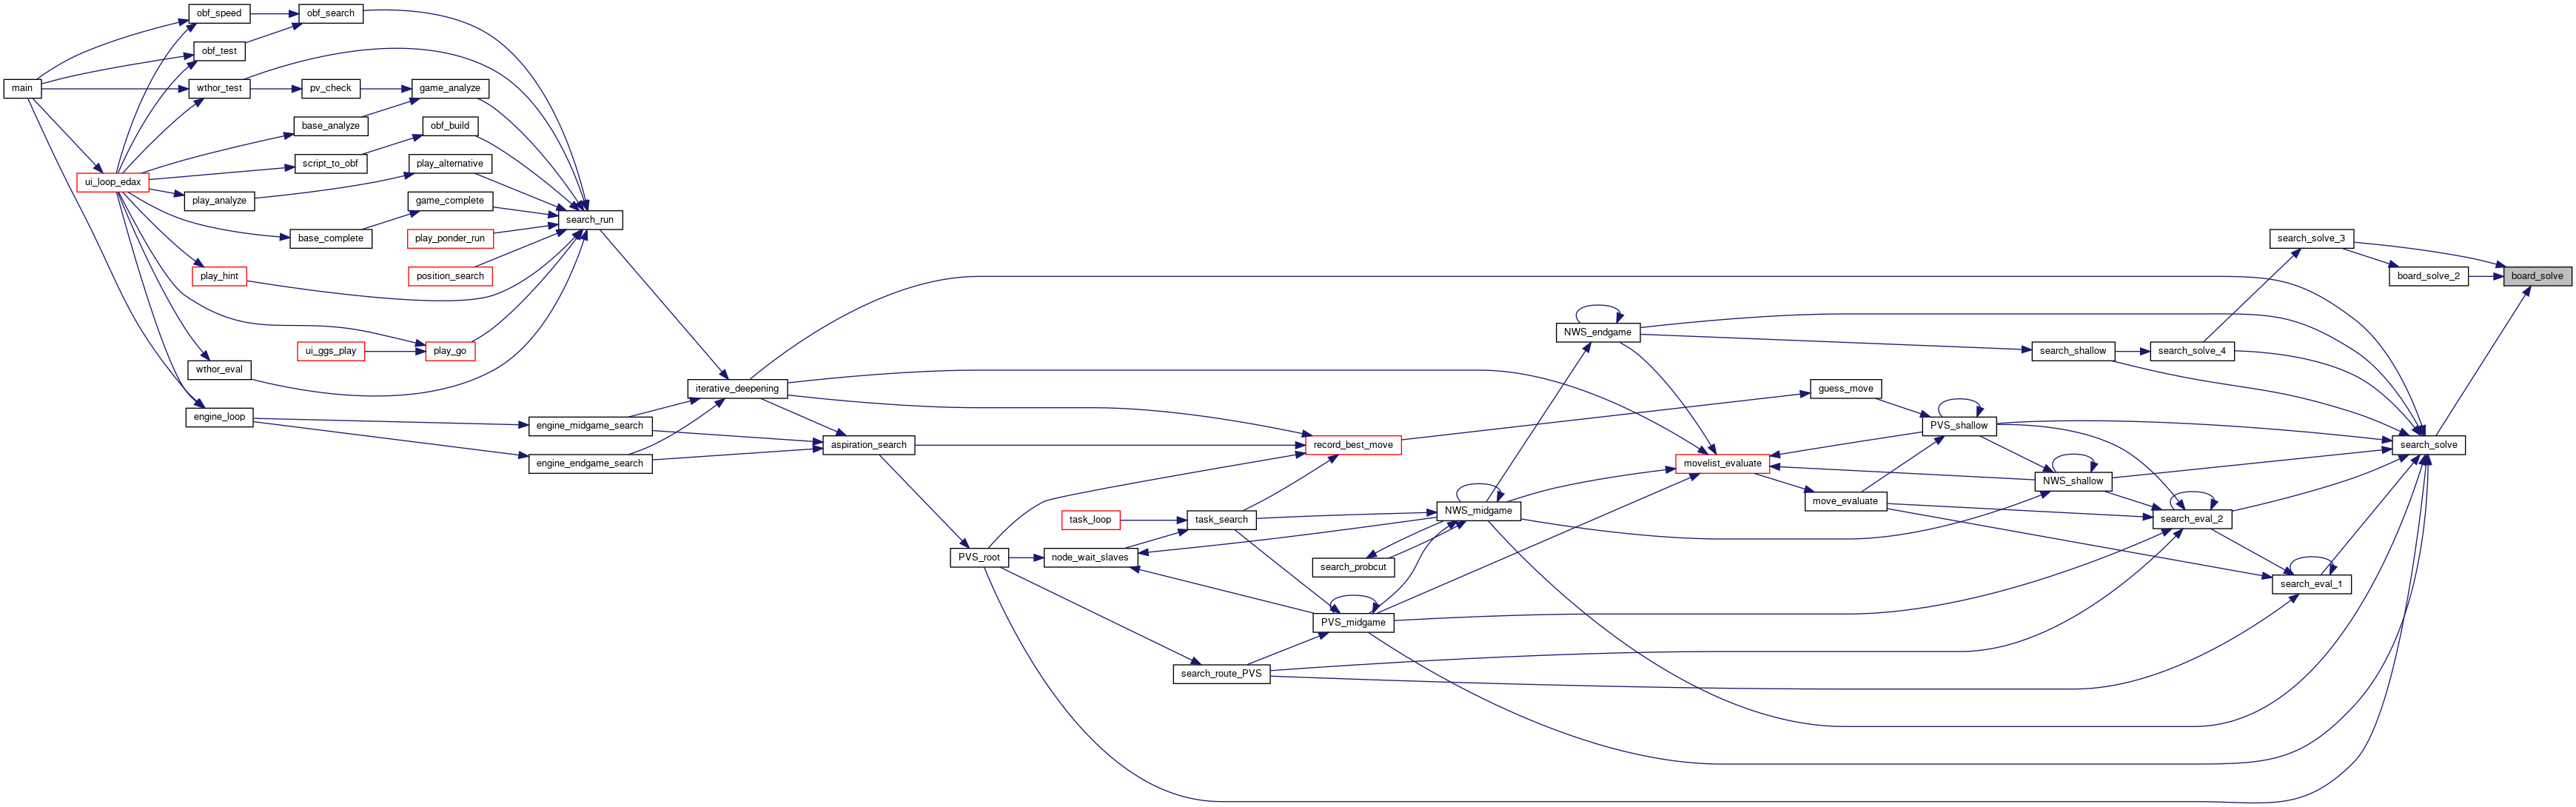 obf_speed
obf_search
obf_test
main
wthor_test
pv_check
game_analyze
base_analyze
obf_build
script_to_obf
play_alternative
ui_loop_edax
play_analyze
game_complete
search_run
base_complete
play_ponder_run
play_hint
position_search
ui_ggs_play
play_go
wthor_eval
engine_loop
iterative_deepening
engine_midgame_search
engine_endgame_search
aspiration_search
record_best_move
task_loop
task_search
PVS_root
node_wait_slaves
search_route_PVS
search_probcut
PVS_midgame
NWS_midgame
NWS_endgame
movelist_evaluate
guess_move
move_evaluate
PVS_shallow
search_shallow
NWS_shallow
search_solve_4
search_solve_3
board_solve_2
board_solve
search_solve
search_eval_2
search_eval_1